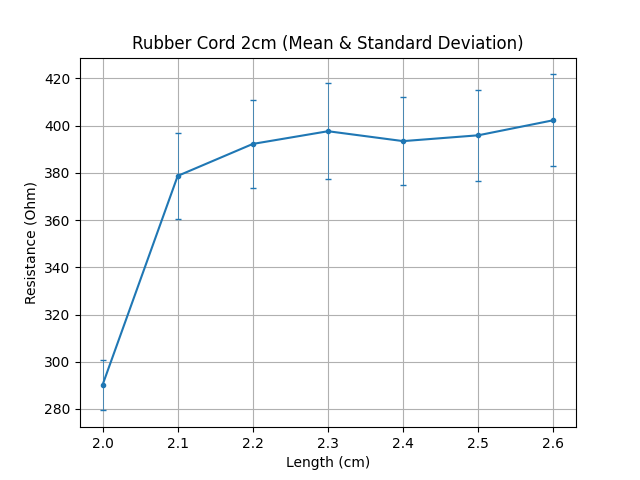 Rubber Cord 2cm (Mean & Standard Deviation)
420
400
380
360
340
320
300
280
Resistance (Ohm)
2.0 2.1 2.2 2.3 2.4 2.5 2.6
Length (cm)